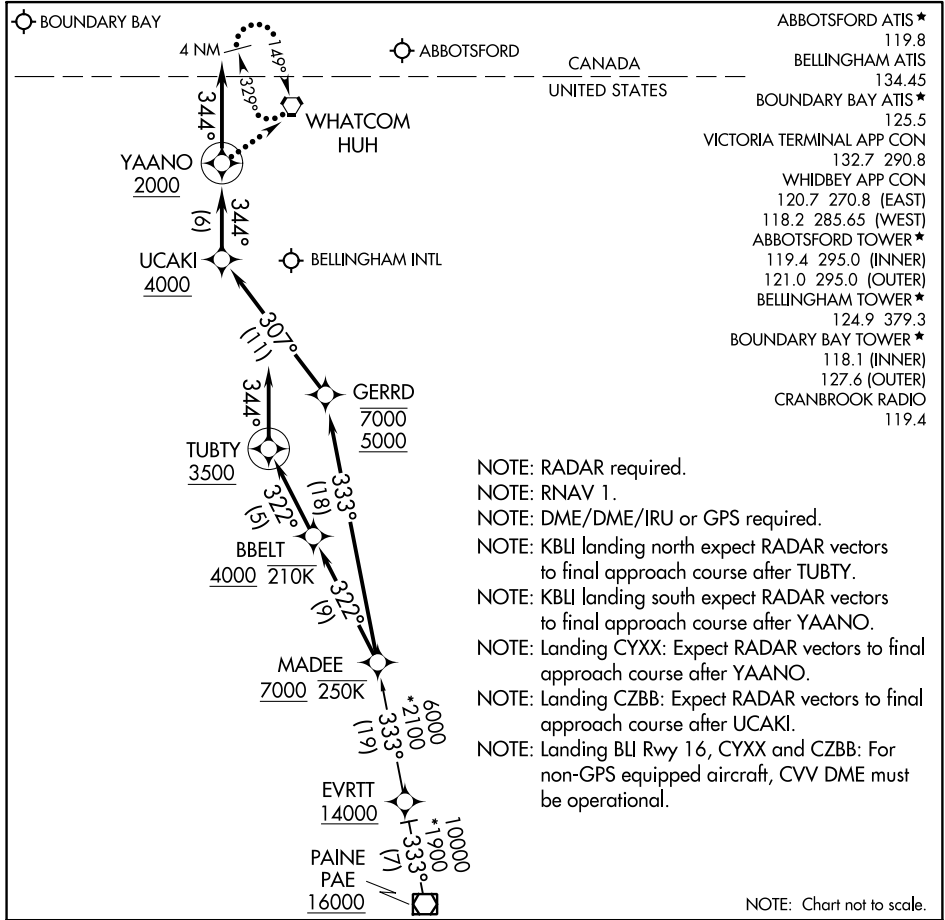 BOUNDARY BAY
4 NM
149°
329°
ABBOTSFORD
CANADA
UNITED STATES
WHATCOM
HUH
344°
YAANO
2000
344°
(6)
UCAKI
4000
BELLINGHAM INTL
307°
(11)
344°
GERRD
7000
5000
TUBTY
3500
333°
(18)
322°
(5)
BBELT
4000 210K
322°
(9)
MADEE
7000 250K
6000
*2100
333°
(19)
EVRTT
14000
10000
*1900
333°
(7)
PAINE
PAE
16000
ABBOTSFORD ATIS★
119.8
BELLINGHAM ATIS
134.45
BOUNDARY BAY ATIS★
125.5
VICTORIA TERMINAL APP CON
132.7 290.8
WHIDBEY APP CON
120.7 270.8 (EAST)
118.2 285.65 (WEST)
ABBOTSFORD TOWER★
119.4 295.0 (INNER)
121.0 295.0 (OUTER)
BELLINGHAM TOWER★
124.9 379.3
BOUNDARY BAY TOWER★
118.1 (INNER)
127.6 (OUTER)
CRANBROOK RADIO
119.4
NOTE: RADAR required.
NOTE: RNAV 1.
NOTE: DME/DME/IRU or GPS required.
NOTE: KBLI landing north expect RADAR vectors
to final approach course after TUBTY.
NOTE: KBLI landing south expect RADAR vectors
to final approach course after YAANO.
NOTE: Landing CYXX: Expect RADAR vectors to final
approach course after YAANO.
NOTE: Landing CZBB: Expect RADAR vectors to final
approach course after UCAKI.
NOTE: Landing BLI Rwy 16, CYXX and CZBB: For
non-GPS equipped aircraft, CVV DME must
be operational.
NOTE: Chart not to scale.